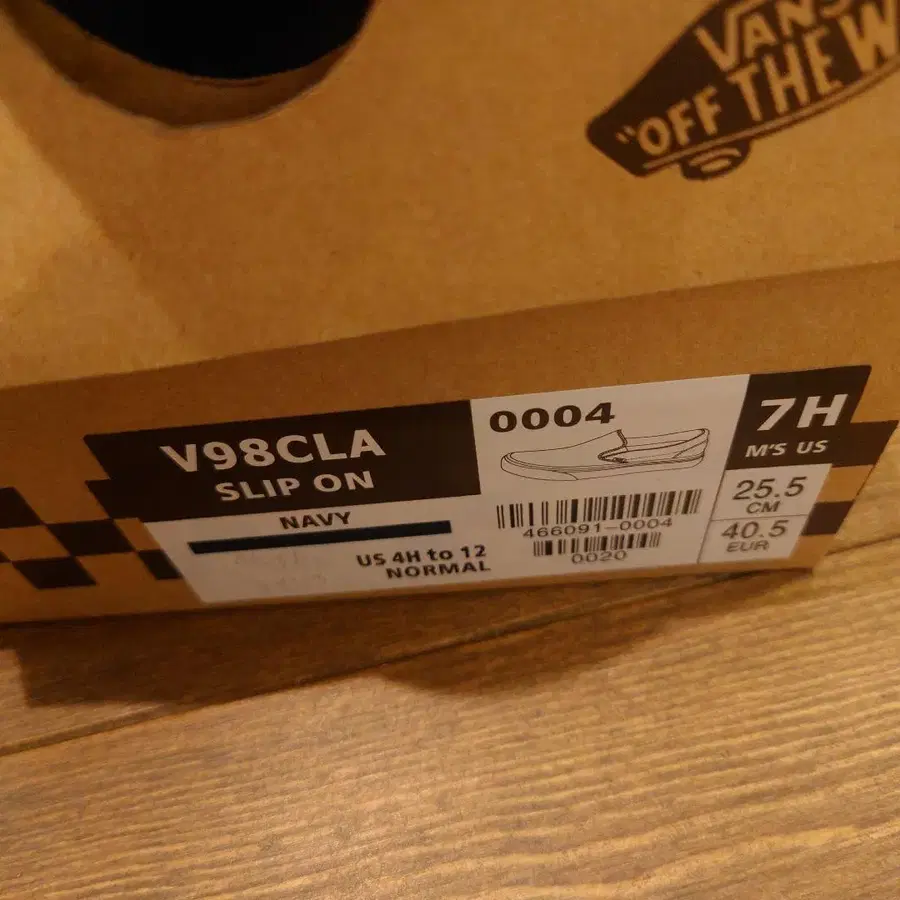 VANS
"OFF THE W
V98CLA
SLIP ON
NAVY
US 4H to 12
NORMAL
0004
466091-0004
0020
7H
M'S US
25.5
CM
40.5
EUR